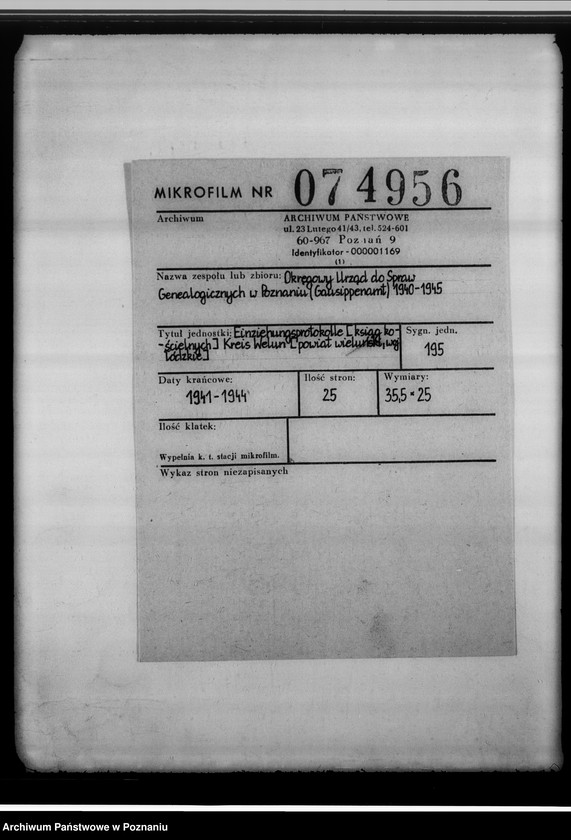 MIKROFILM NR 074956
Archiwum
ARCHIWUM PAŃSTWOWE
ul. 23 Lutego 41/43, tel. 524-601
60-967 Poznań 9
Identyfikator - 000001169
(1)
Nazwa zespołu lub zbioru: Okręgowy Urząd do Spraw
Genealogicznych w Poznaniu (Gausippenamt) 1940-1945
Tytuł jednostki: Einziehungsprotokolle [ksiąg ko-
-ścielnych] Kreis Welun [powiat wieluński, woj.
łódzkie]
Sygn. jedn.
195
Daty krańcowe:
1941-1944
Ilość stron:
25
Wymiary:
35,5 × 25
Ilość klatek:
Wypełnia k. t. stacji mikrofilm.
Wykaz stron niezapisanych
Archiwum Państwowe w Poznaniu